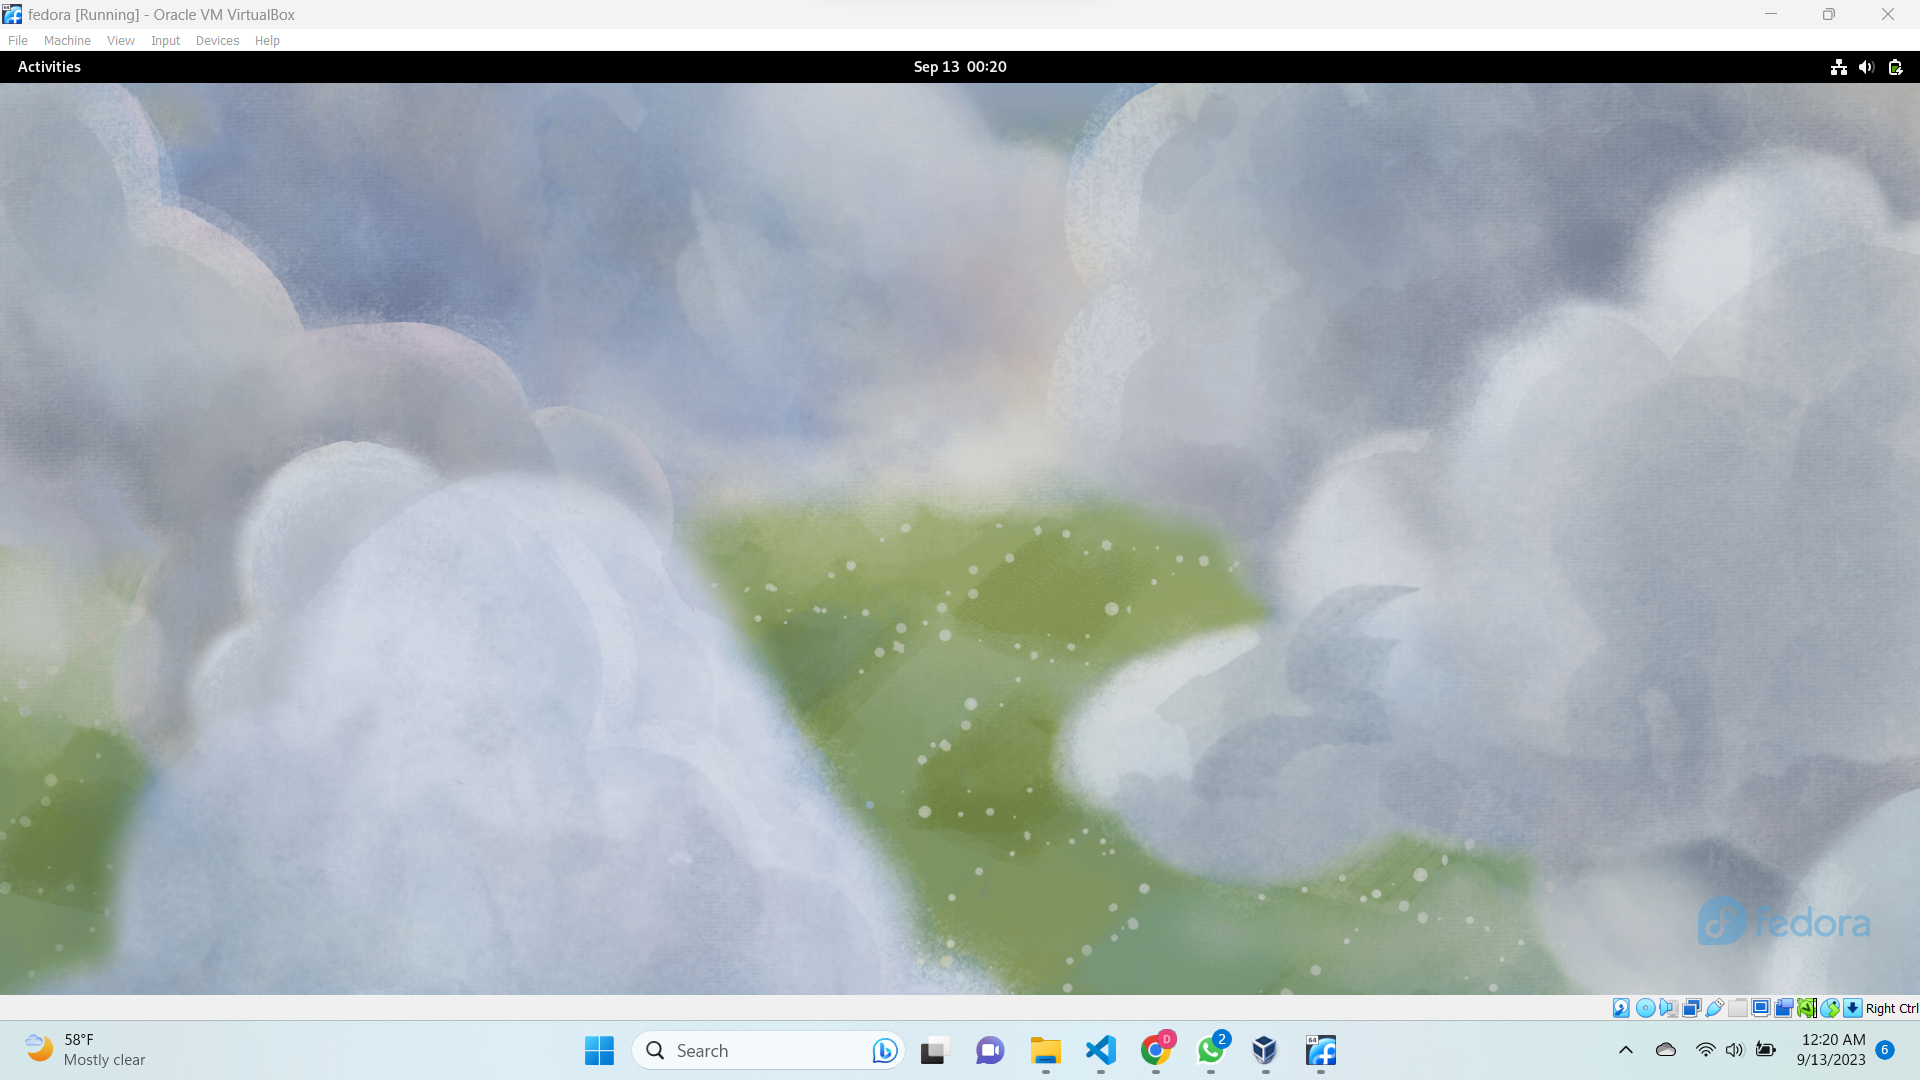 fedora [Running] - Oracle VM VirtualBox
File Machine View Input Devices Help
Activities
Sep 13 00:20
fedora
Right Ctrl
58°F
Mostly clear
Search
D
2
64
12:20 AM
9/13/2023
6